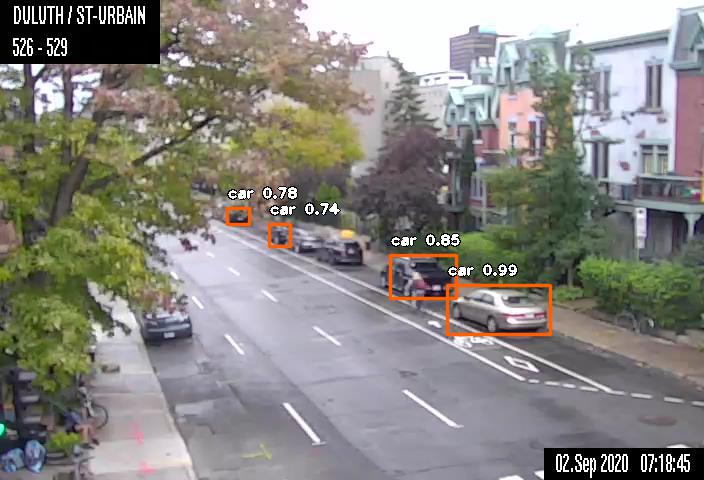 DULUTH / ST-URBAIN
526 - 529
car 0.78
car 0.74
car 0.85
car 0.99
02.Sep 2020 07:18:45